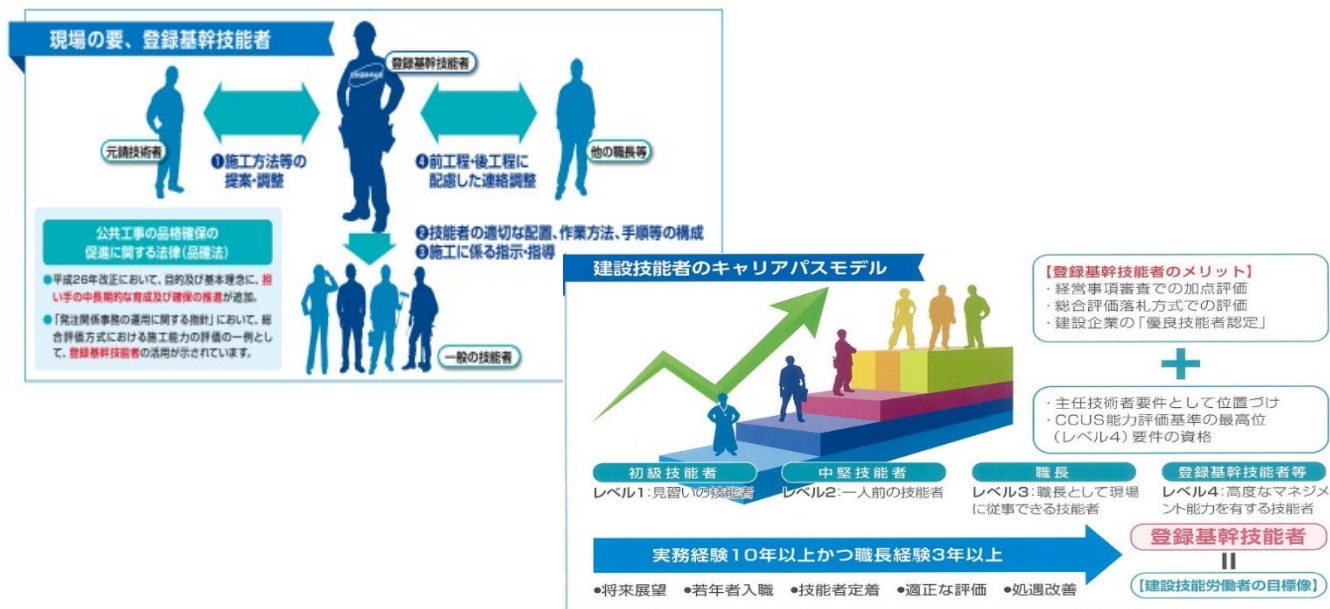 現場の要、登録基幹技能者
登録基幹技能者
元請技術者
他の職長等
❶施工方法等の
提案・調整
❹前工程・後工程に
配慮した連絡調整
❷技能者の適切な配置、作業方法、手順等の構成
❸施工に係る指示・指導
一般の技能者
公共工事の品格確保の
促進に関する法律(品確法)
●平成26年改正において、目的及び基本理念に、担
い手の中長期的な育成及び確保の推進が追加。
●「発注関係事務の運用に関する指針」において、総
合評価方式における施工能力の評価の一例とし
て、登録基幹技能者の活用が示されています。
建設技能者のキャリアパスモデル
【登録基幹技能者のメリット】
・経営事項審査での加点評価
・総合評価落札方式での評価
・建設企業の「優良技能者認定」
+
・主任技術者要件として位置づけ
・CCUS能力評価基準の最高位
(レベル4)要件の資格
初級技能者
レベル1:見習いの技能者
中堅技能者
レベル2:一人前の技能者
職長
レベル3:職長として現場
に従事できる技能者
登録基幹技能者等
レベル4:高度なマネジメ
ント能力を有する技能者
実務経験10年以上かつ職長経験3年以上
登録基幹技能者
=
【建設技能労働者の目標像】
●将来展望 ●若年者入職 ●技能者定着 ●適正な評価 ●処遇改善